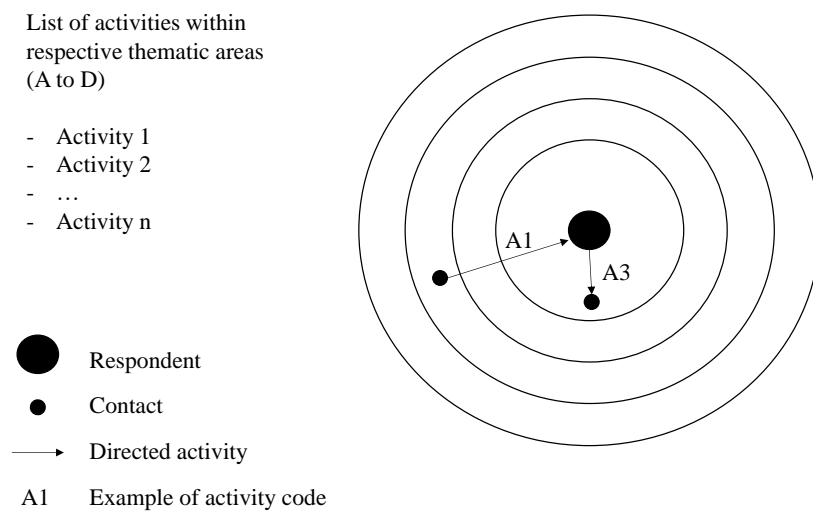 List of activities within
respective thematic areas
(A to D)
- Activity 1
- Activity 2
- …
- Activity n
A1
A3
Respondent
Contact
Directed activity
A1 Example of activity code